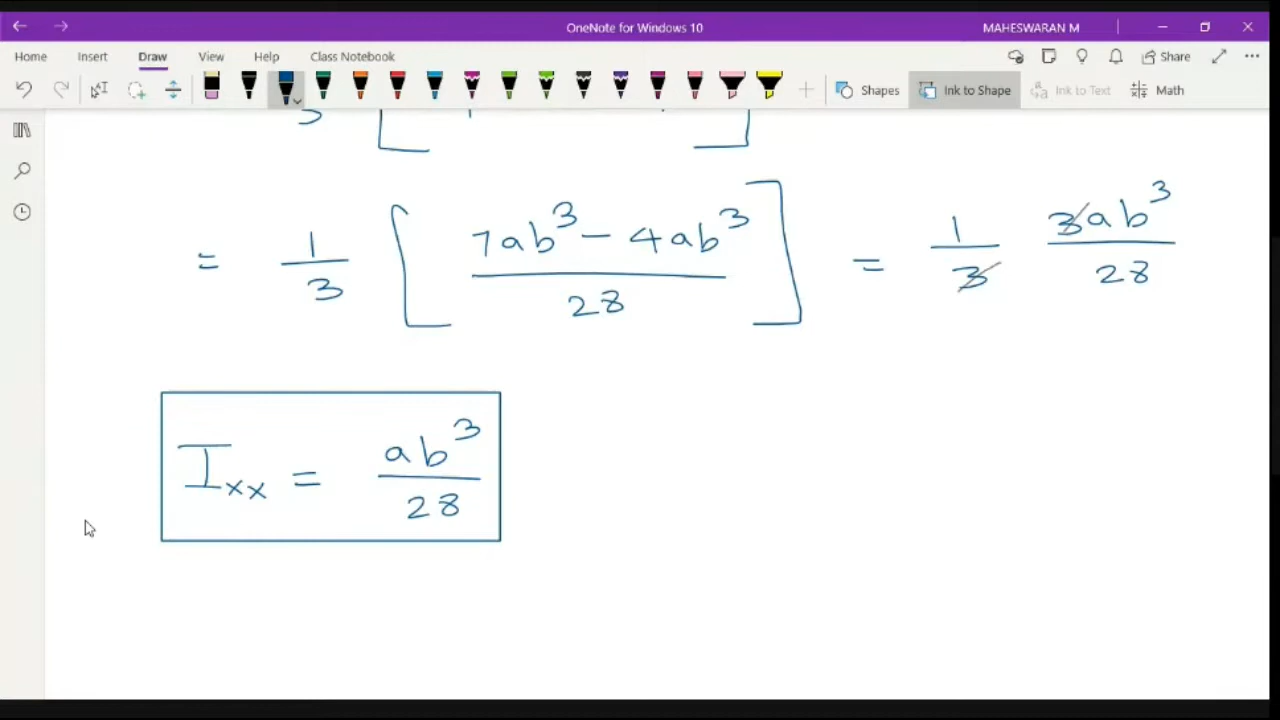 OneNote for Windows 10 MAHESWARAN M
Home Insert Draw View Help Class Notebook Share
Shapes Ink to Shape Ink to Text Math
= 1/3 [ (7ab³ - 4ab³)/28 ] = 1/3 3ab³/28
Ixx = ab³/28